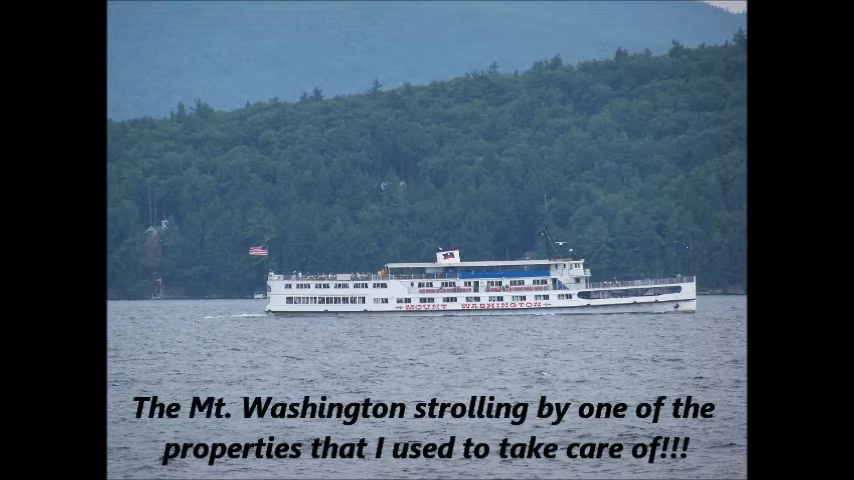 MOUNT WASHINGTON
The Mt. Washington strolling by one of the
properties that I used to take care of!!!